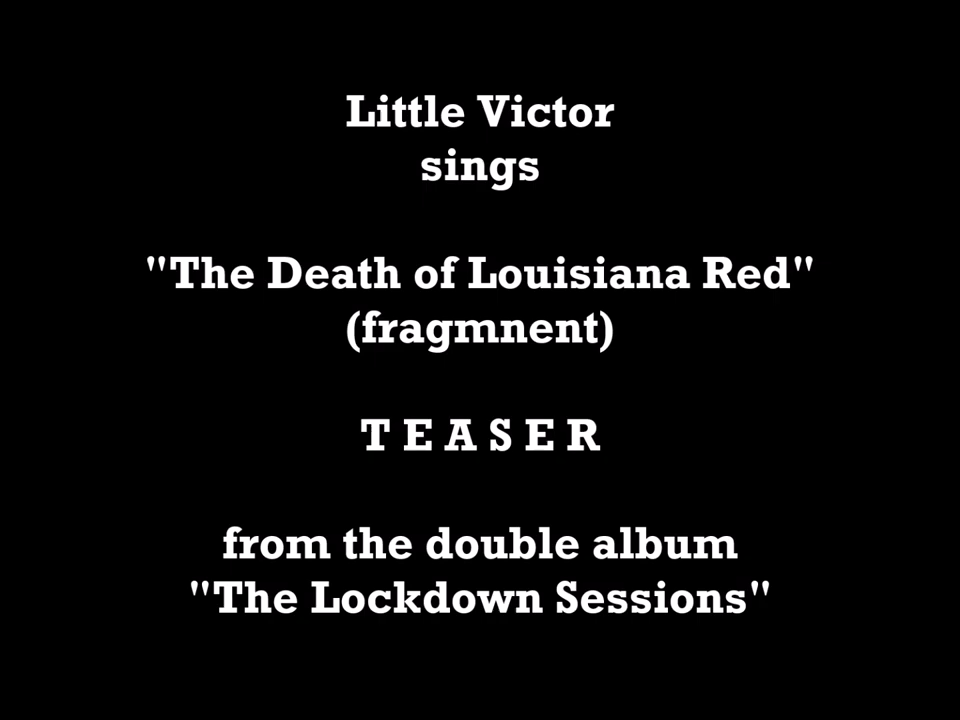 Little Victor
sings
"The Death of Louisiana Red"
(fragmnent)
T E A S E R
from the double album
"The Lockdown Sessions"